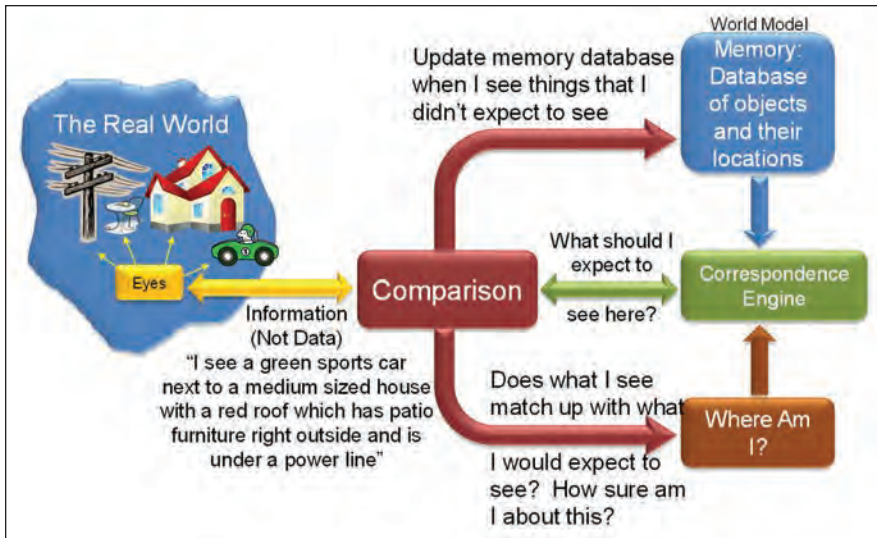 World Model
Memory:
Database
of objects
and their
locations
Update memory database
when I see things that I
didn't expect to see
The Real World
Eyes
Information
(Not Data)
"I see a green sports car
next to a medium sized house
with a red roof which has patio
furniture right outside and is
under a power line"
Comparison
What should I
expect to
see here?
Correspondence
Engine
Does what I see
match up with what
I would expect to
see? How sure am
I about this?
Where Am
I?